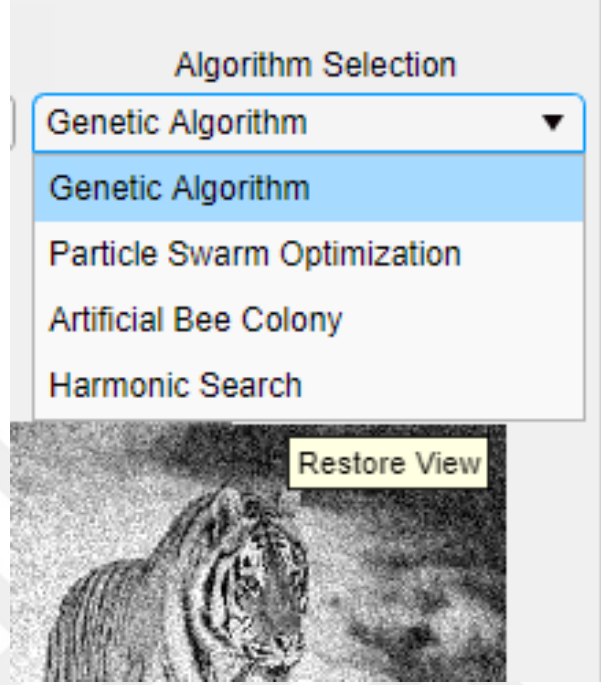 Algorithm Selection
Genetic Algorithm
Genetic Algorithm
Particle Swarm Optimization
Artificial Bee Colony
Harmonic Search
Restore View